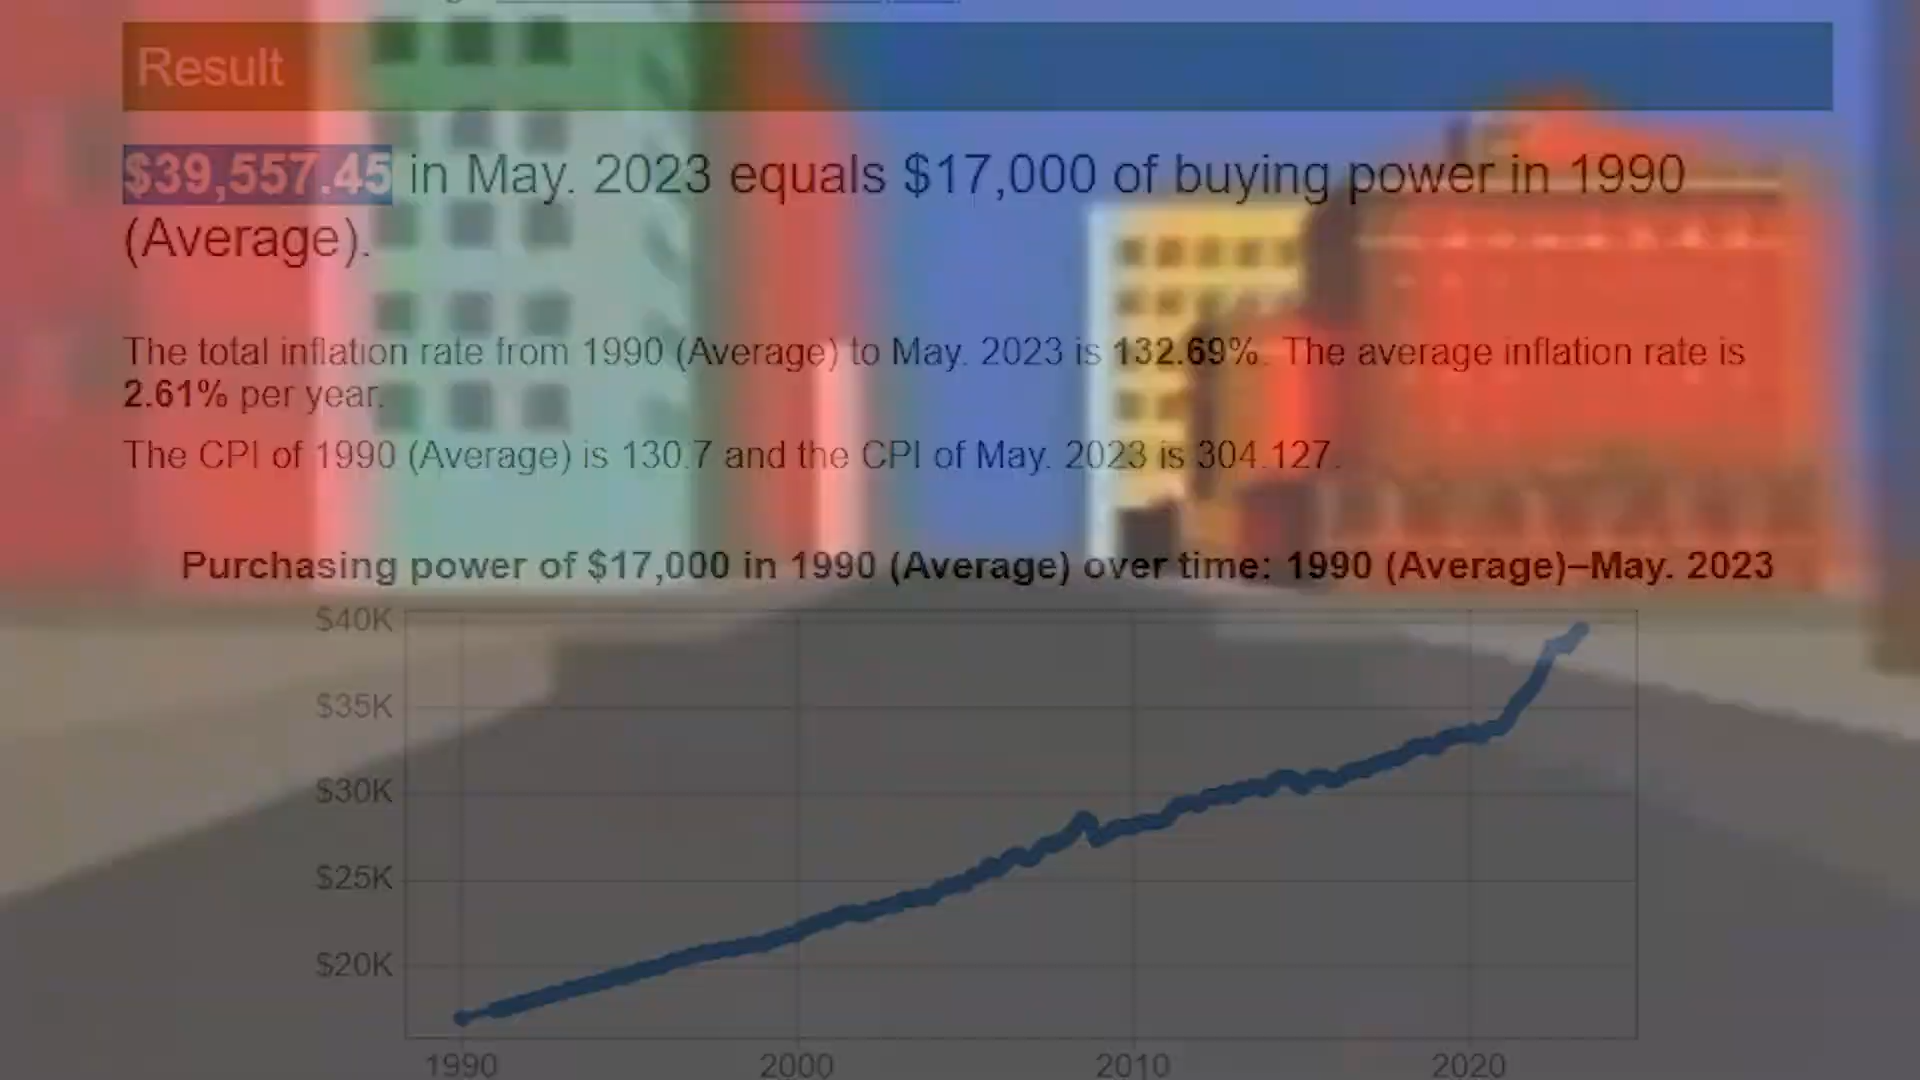 Result
$39,557.45 in May. 2023 equals $17,000 of buying power in 1990
(Average).
The total inflation rate from 1990 (Average) to May. 2023 is 132.69%. The average inflation rate is
2.61% per year.
The CPI of 1990 (Average) is 130.7 and the CPI of May. 2023 is 304.127.
Purchasing power of $17,000 in 1990 (Average) over time: 1990 (Average)–May. 2023
$40K
$35K
$30K
$25K
$20K
1990 2000 2010 2020